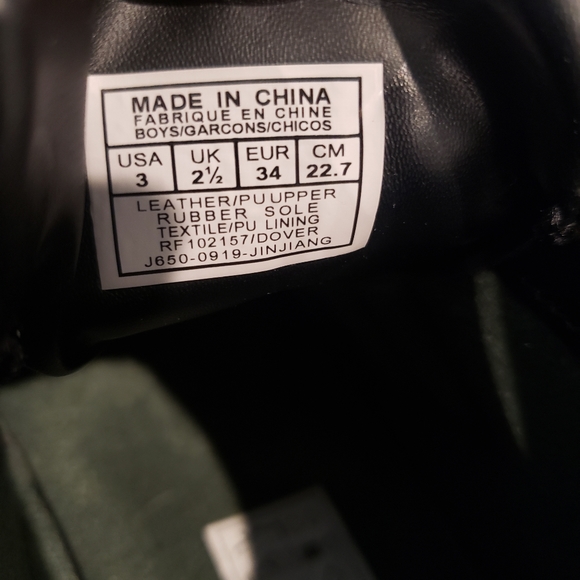 MADE IN CHINA
FABRIQUE EN CHINE
BOYS/GARCONS/CHICOS
USA UK EUR CM
3 2½ 34 22.7
LEATHER/PU UPPER
RUBBER SOLE
TEXTILE/PU LINING
RF102157/DOVER
J650-0919-JINJIANG